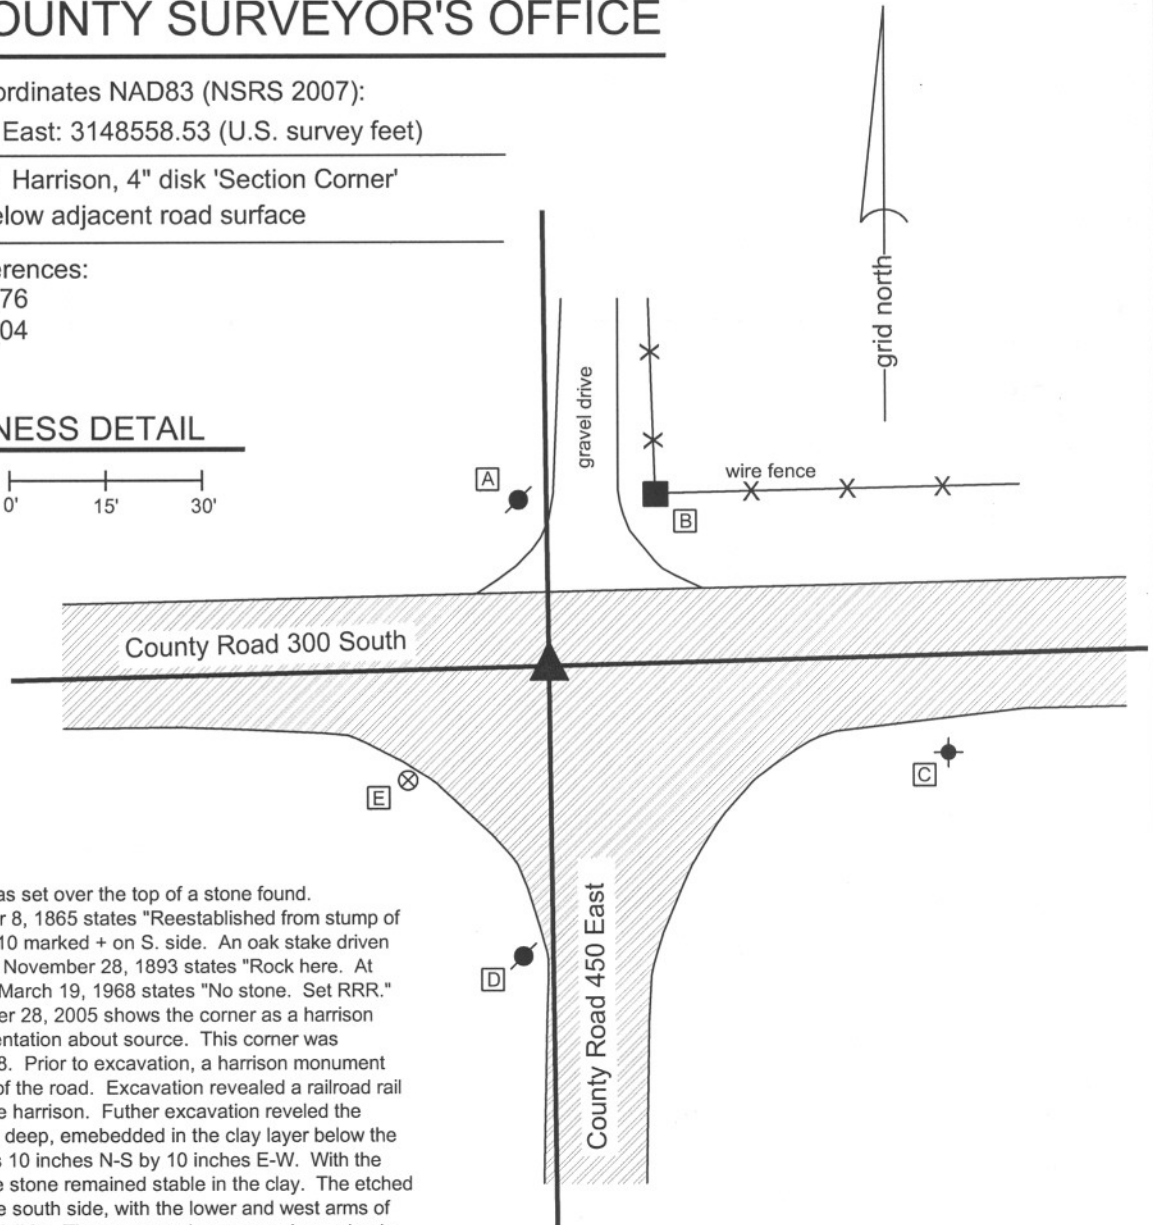 OUNTY SURVEYOR'S OFFICE
ordinates NAD83 (NSRS 2007):
East: 3148558.53 (U.S. survey feet)
Harrison, 4" disk 'Section Corner'
elow adjacent road surface
erences:
76
04
NESS DETAIL
0' 15' 30'
grid north
gravel drive
wire fence
A
B
County Road 300 South
C
E
D
County Road 450 East
as set over the top of a stone found.
r 8, 1865 states "Reestablished from stump of
10 marked + on S. side. An oak stake driven
November 28, 1893 states "Rock here. At
March 19, 1968 states "No stone. Set RRR."
er 28, 2005 shows the corner as a harrison
entation about source. This corner was
8. Prior to excavation, a harrison monument
of the road. Excavation revealed a railroad rail
e harrison. Futher excavation reveled the
deep, emebedded in the clay layer below the
s 10 inches N-S by 10 inches E-W. With the
e stone remained stable in the clay. The etched
e south side, with the lower and west arms of